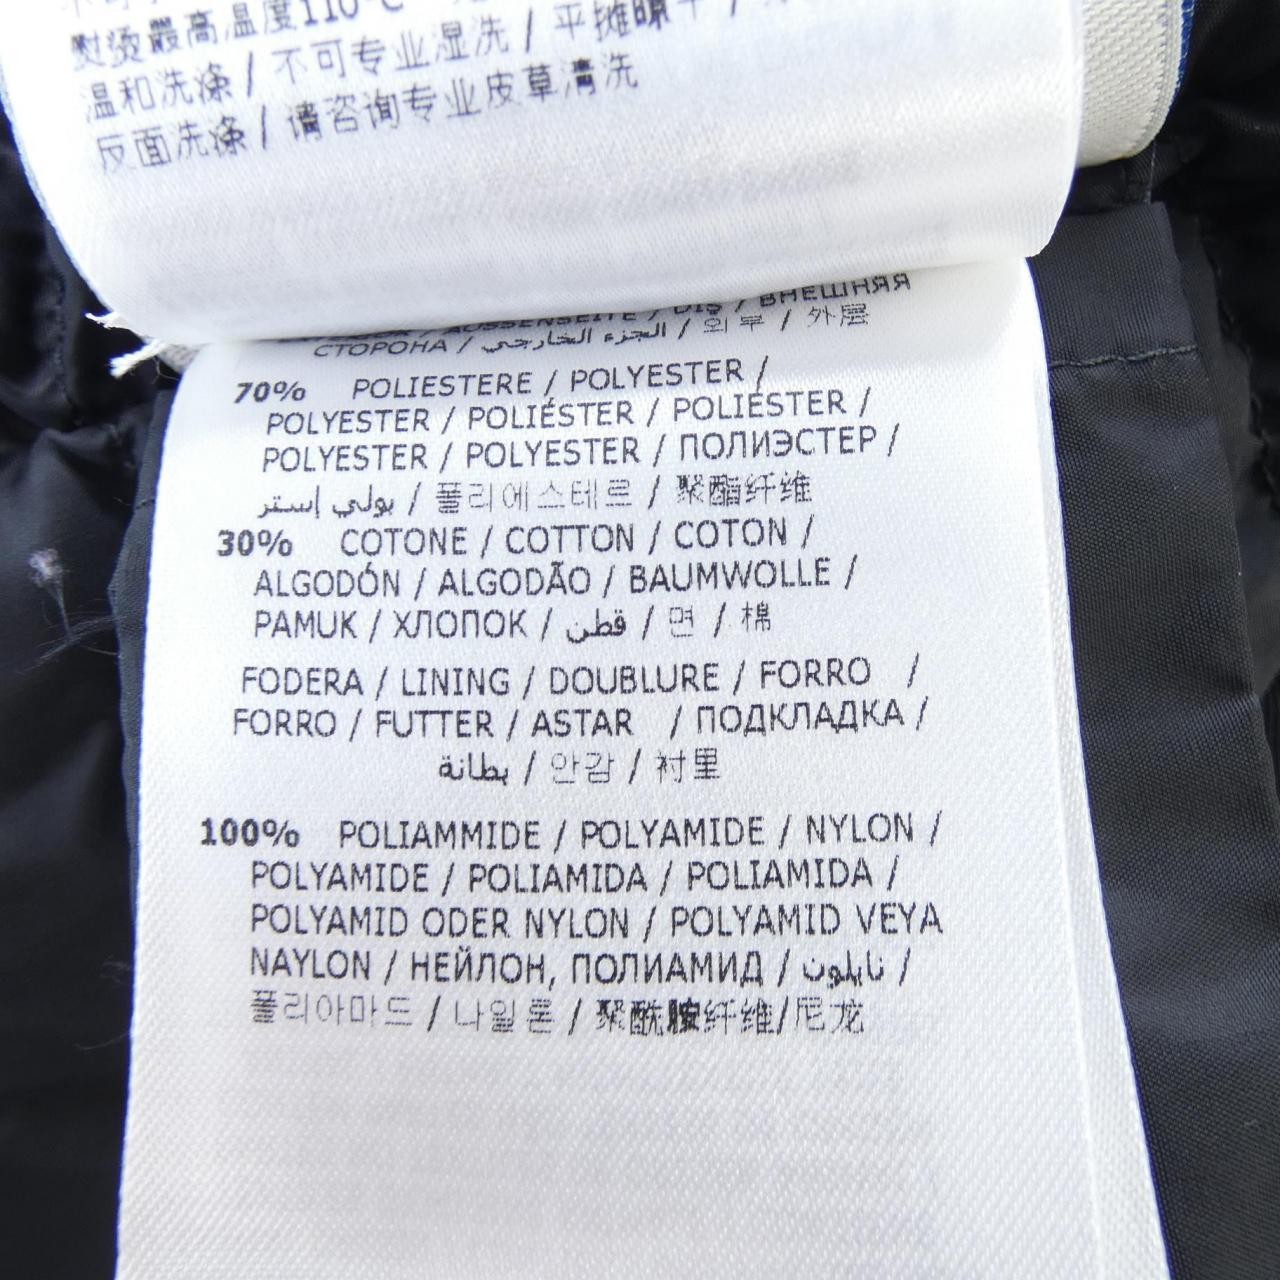 熨烫最高温度110°C
温和洗涤 / 不可专业湿洗 / 平摊晾干 /
反面洗涤 / 请咨询专业皮草清洗
/ AUSSENSEITE / DIŞ / ВНЕШНЯЯ
СТОРОНА / الجزء الخارجي / 외부 / 外层
70% POLIESTERE / POLYESTER /
POLYESTER / POLIÉSTER / POLIÉSTER /
POLYESTER / POLYESTER / ПОЛИЭСТЕР /
بولي إستر / 폴리에스테르 / 聚酯纤维
30% COTONE / COTTON / COTON /
ALGODÓN / ALGODÃO / BAUMWOLLE /
PAMUK / ХЛОПОК / قطن / 면 / 棉
FODERA / LINING / DOUBLURE / FORRO /
FORRO / FUTTER / ASTAR / ПОДКЛАДКА /
بطانة / 안감 / 衬里
100% POLIAMMIDE / POLYAMIDE / NYLON /
POLYAMIDE / POLIAMIDA / POLIAMIDA /
POLYAMID ODER NYLON / POLYAMID VEYA
NAYLON / НЕЙЛОН, ПОЛИАМИД / نايلون /
폴리아마드 / 나일론 / 聚酰胺纤维/尼龙